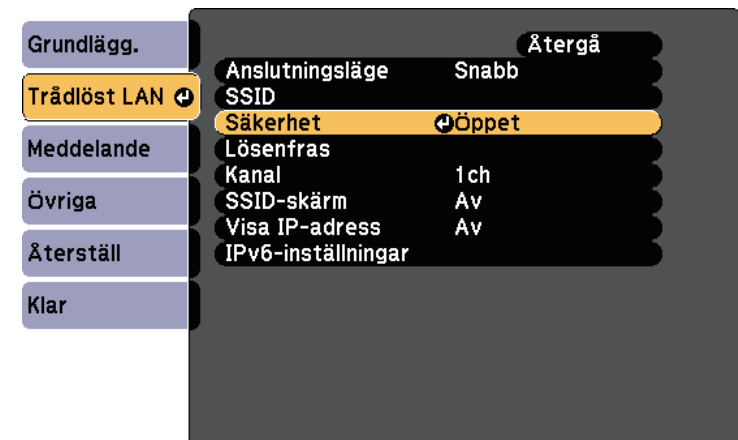 Grundlägg.
Trådlöst LAN
Meddelande
Övriga
Återställ
Klar
Återgå
Anslutningsläge Snabb
SSID
Säkerhet Öppet
Lösenfras
Kanal 1ch
SSID-skärm Av
Visa IP-adress Av
IPv6-inställningar